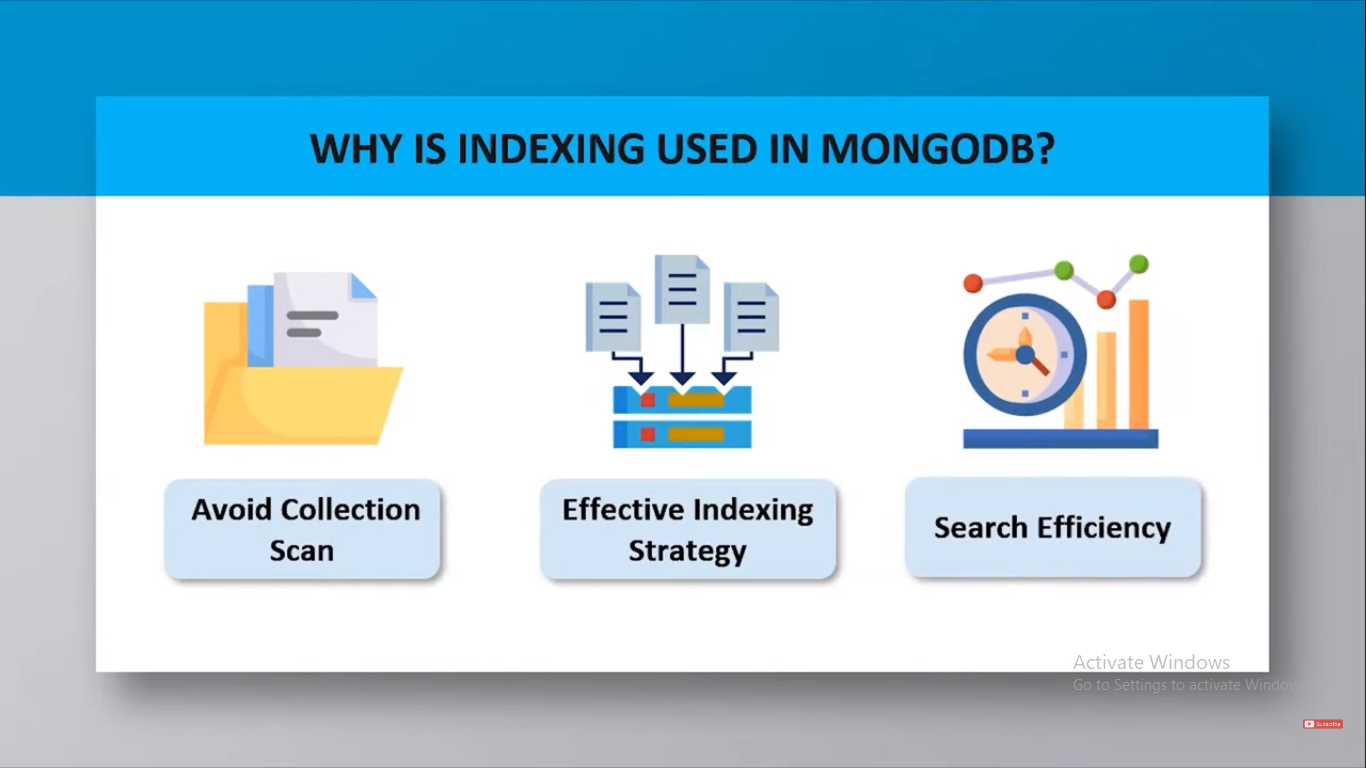 WHY IS INDEXING USED IN MONGODB?
Avoid Collection
Scan
Effective Indexing
Strategy
Search Efficiency
Activate Windows
Go to Settings to activate Windows
Subscribe